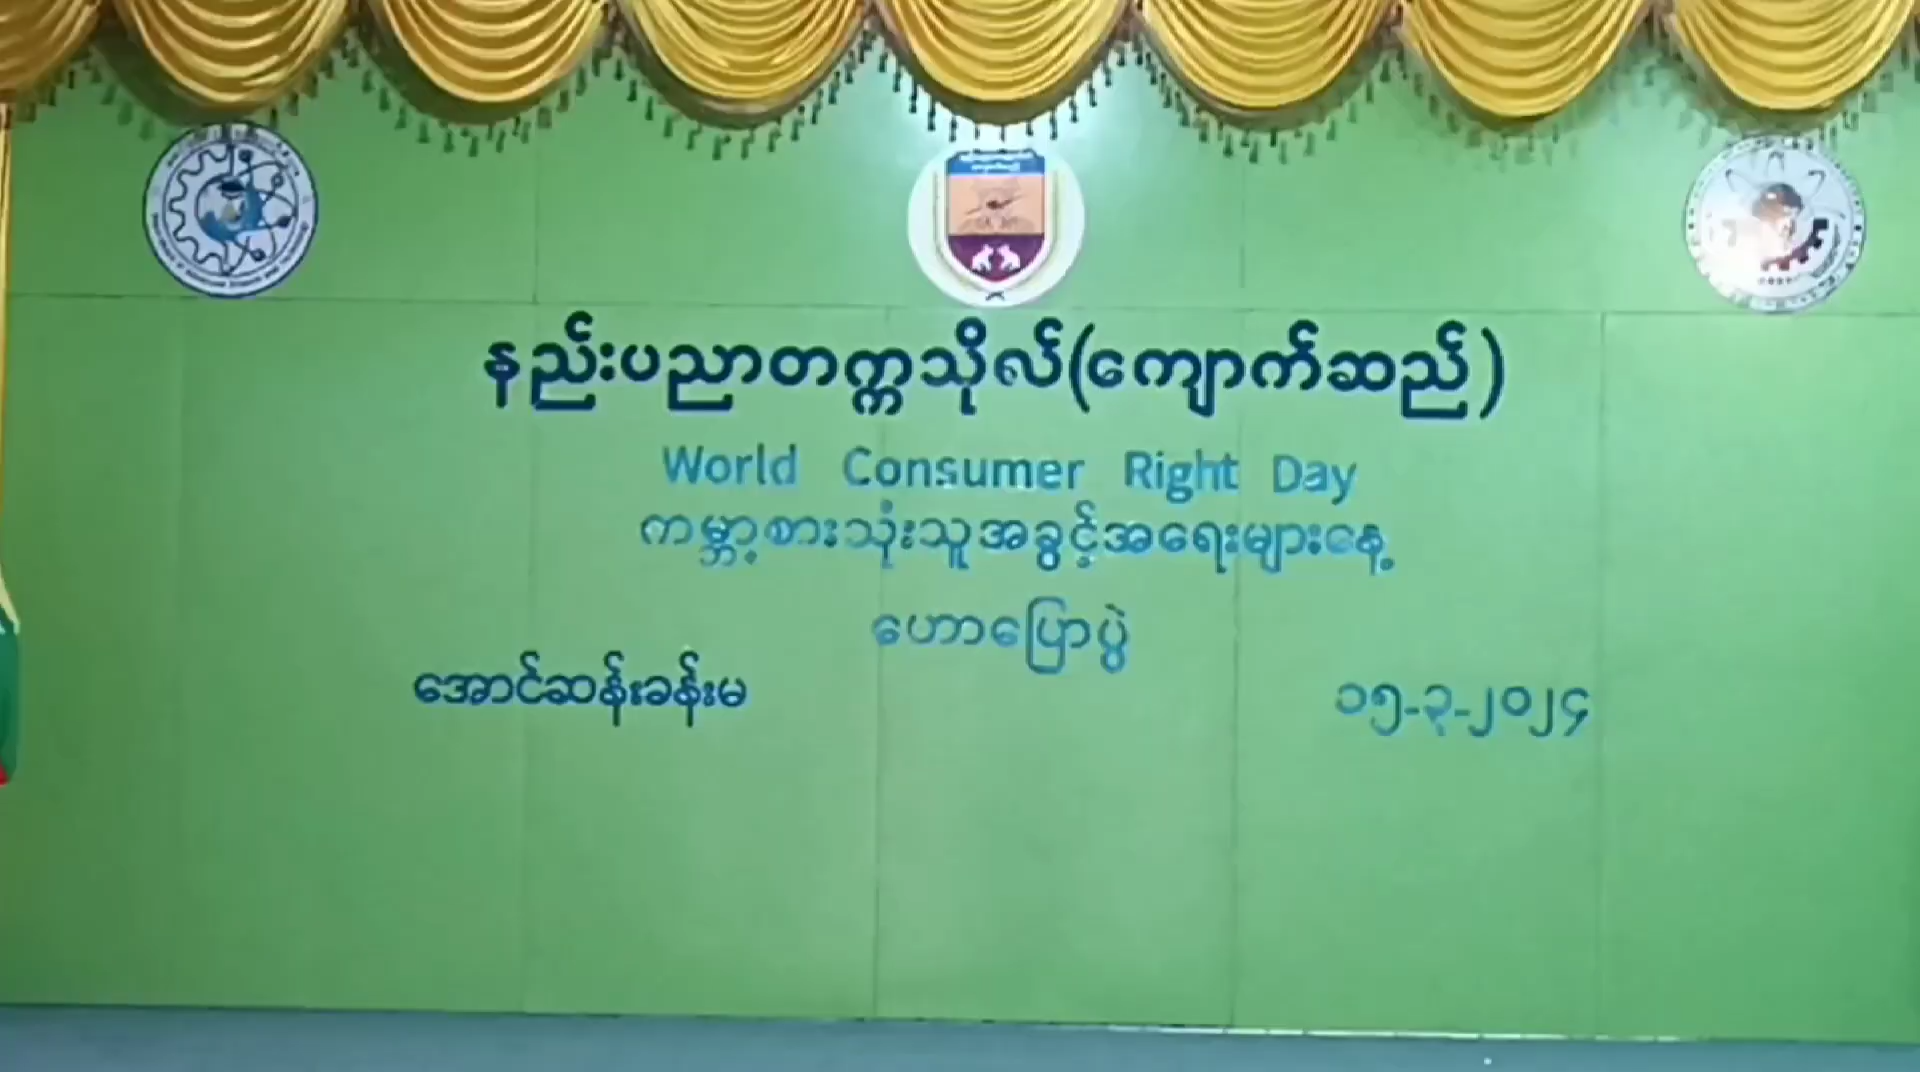 နည်းပညာတက္ကသိုလ်(ကျောက်ဆည်)
World Consumer Right Day
ကမ္ဘာ့စားသုံးသူအခွင့်အရေးများနေ့
ဟောပြောပွဲ
အောင်ဆန်းခန်းမ
၁၅-၃-၂၀၂၄